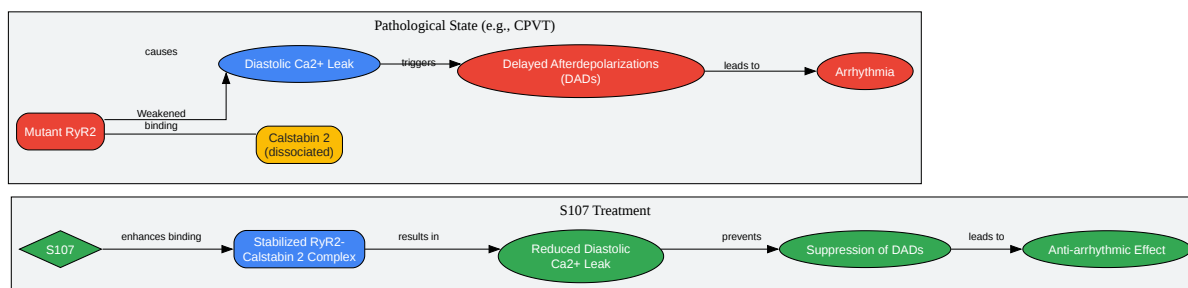 Pathological State (e.g., CPVT)
causes
Diastolic Ca2+ Leak
triggers
Delayed Afterdepolarizations
(DADs)
leads to
Arrhythmia
Mutant RyR2
Weakened
binding
Calstabin 2
(dissociated)
S107 Treatment
S107
enhances binding
Stabilized RyR2-
Calstabin 2 Complex
results in
Reduced Diastolic
Ca2+ Leak
prevents
Suppression of DADs
leads to
Anti-arrhythmic Effect